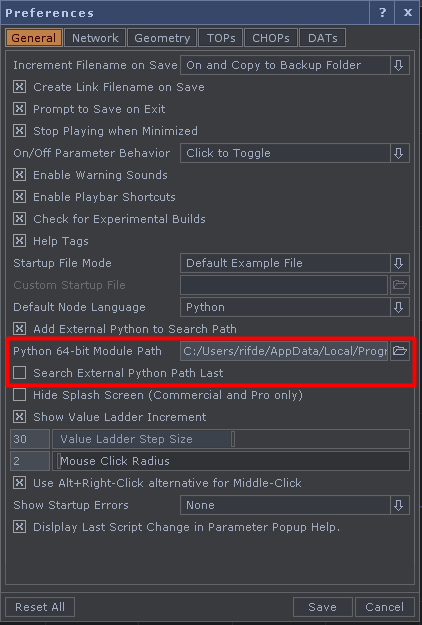 Preferences ? x
General Network Geometry TOPs CHOPs DATs
Increment Filename on Save On and Copy to Backup Folder
Create Link Filename on Save
Prompt to Save on Exit
Stop Playing when Minimized
On/Off Parameter Behavior Click to Toggle
Enable Warning Sounds
Enable Playbar Shortcuts
Check for Experimental Builds
Help Tags
Startup File Mode Default Example File
Custom Startup File
Default Node Language Python
Add External Python to Search Path
Python 64-bit Module Path C:/Users/rifde/AppData/Local/Progr
Search External Python Path Last
Hide Splash Screen (Commercial and Pro only)
Show Value Ladder Increment
30 Value Ladder Step Size
2 Mouse Click Radius
Use Alt+Right-Click alternative for Middle-Click
Show Startup Errors None
Dislplay Last Script Change in Parameter Popup Help.
Reset All Save Cancel